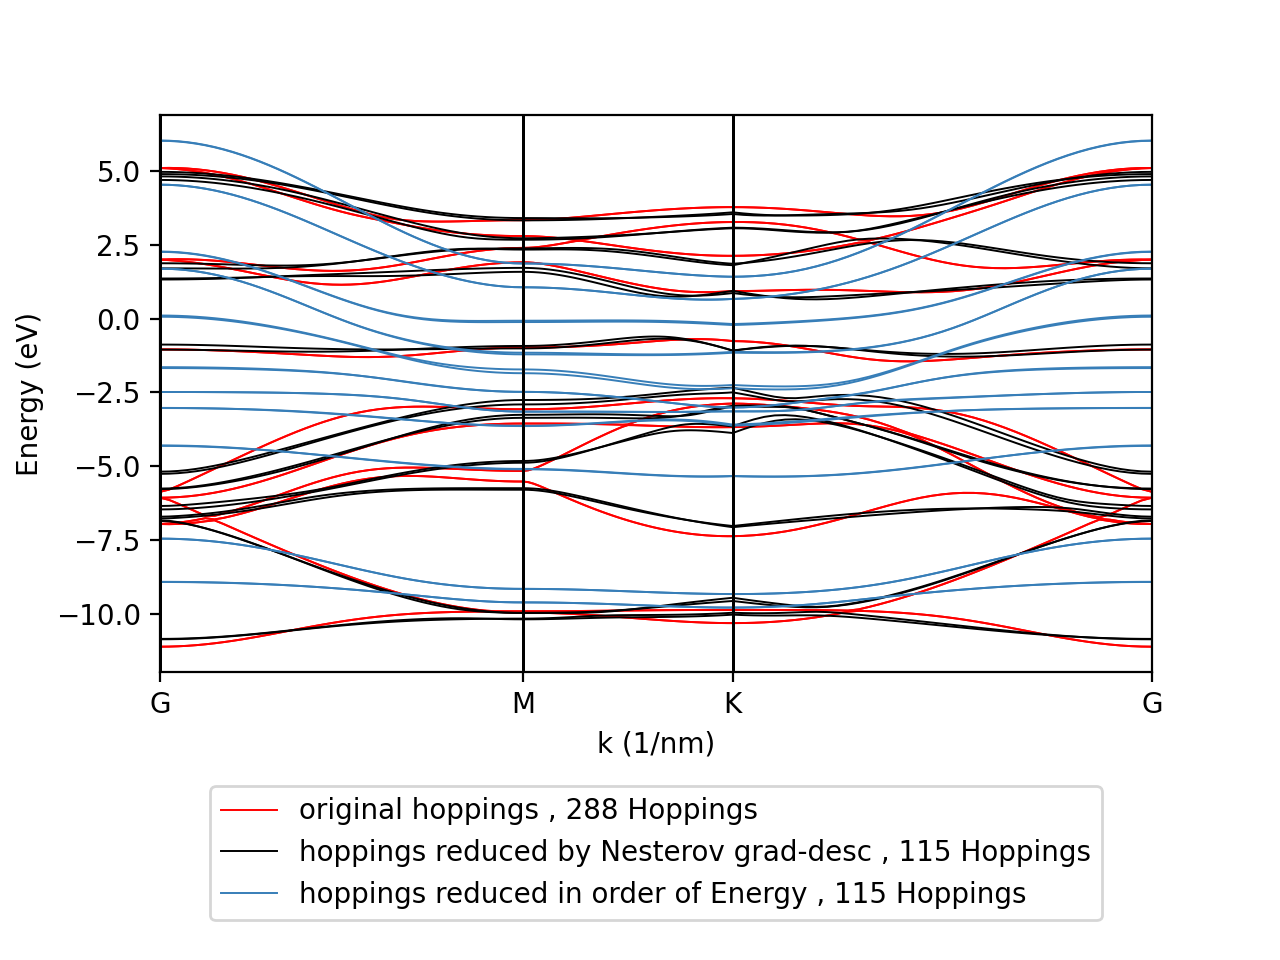 5.0
2.5
0.0
−2.5
−5.0
−7.5
−10.0
Energy (eV)
G M K G
k (1/nm)
original hoppings , 288 Hoppings
hoppings reduced by Nesterov grad-desc , 115 Hoppings
hoppings reduced in order of Energy , 115 Hoppings